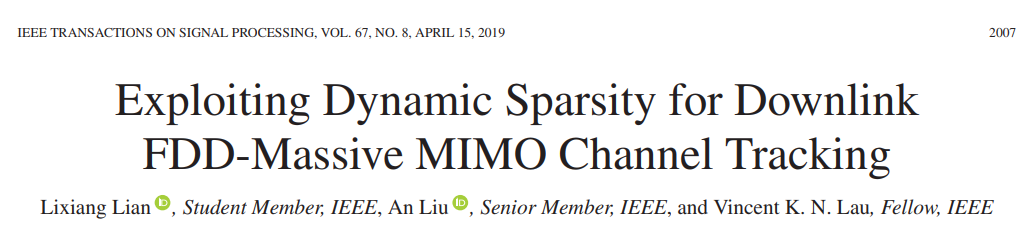 IEEE TRANSACTIONS ON SIGNAL PROCESSING, VOL. 67, NO. 8, APRIL 15, 2019 2007
Exploiting Dynamic Sparsity for Downlink
FDD-Massive MIMO Channel Tracking
Lixiang Lian iD, Student Member, IEEE, An Liu iD, Senior Member, IEEE, and Vincent K. N. Lau, Fellow, IEEE